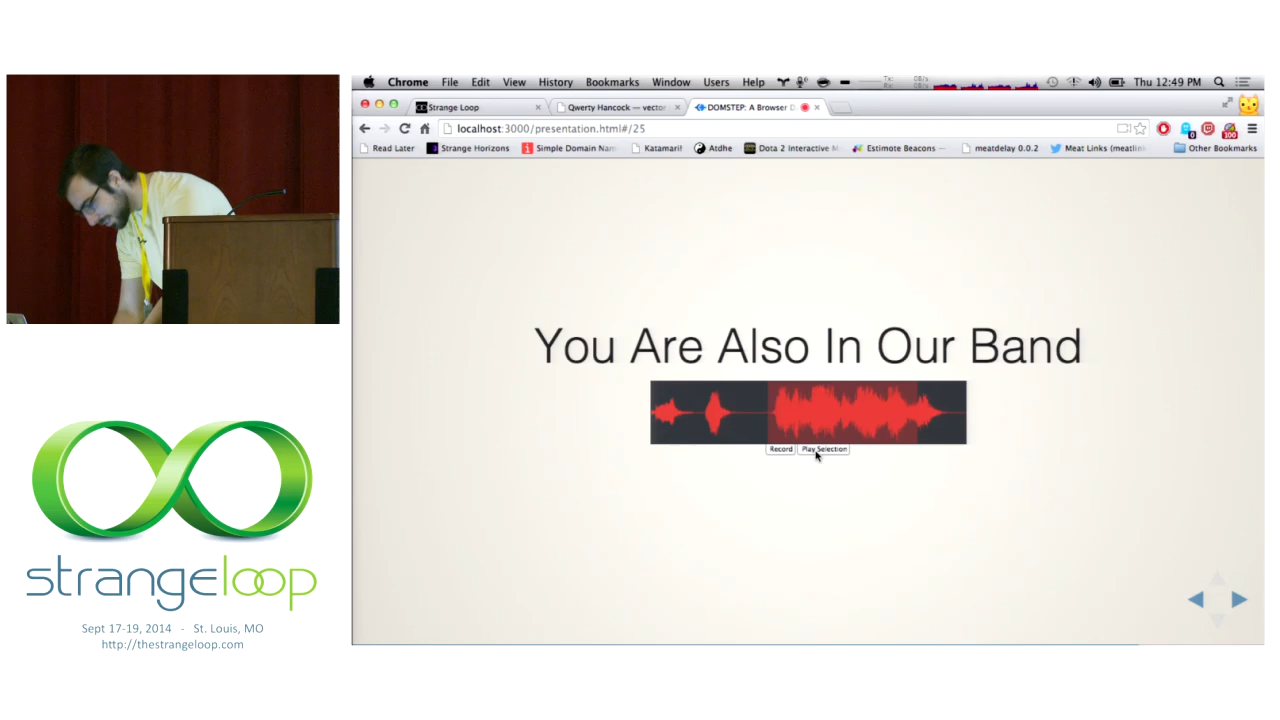 Chrome File Edit View History Bookmarks Window Users Help Thu 12:49 PM
Strange Loop × Qwerty Hancock — vector × DOMSTEP: A Browser D ×
localhost:3000/presentation.html#/25
Read Later Strange Horizons Simple Domain Nam Katamari! Atdhe Dota 2 Interactive M Estimote Beacons — meatdelay 0.0.2 Meat Links (meatlin Other Bookmarks
You Are Also In Our Band
Record Play Selection
strangeloop
Sept 17-19, 2014 - St. Louis, MO
http://thestrangeloop.com